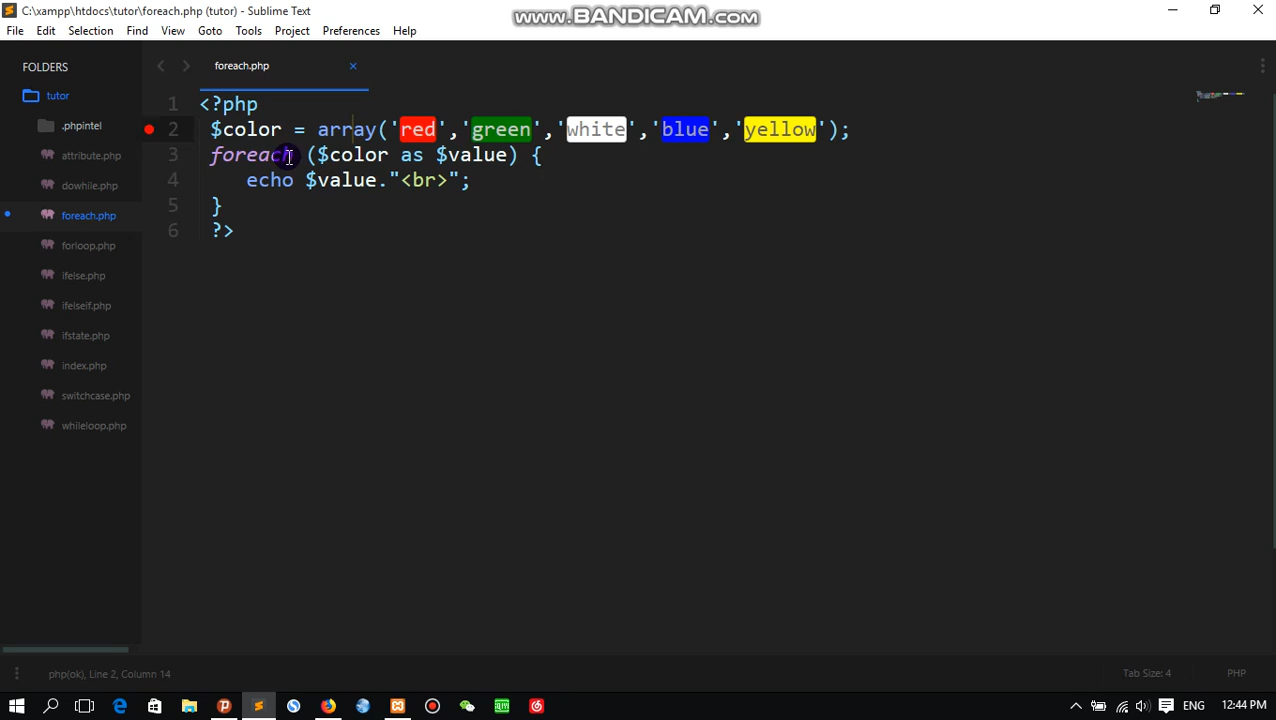 C:\xampp\htdocs\tutor\foreach.php (tutor) - Sublime Text
www.BANDICAM.com
File Edit Selection Find View Goto Tools Project Preferences Help
FOLDERS
tutor
.phpintel
attribute.php
dowhile.php
foreach.php
forloop.php
ifelse.php
ifelseif.php
ifstate.php
index.php
switchcase.php
whileloop.php
foreach.php
1 <?php
2 $color = array('red','green','white','blue','yellow');
3 foreach ($color as $value) {
4 echo $value."<br>";
5 }
6 ?>
php(ok), Line 2, Column 14
Tab Size: 4
PHP
ENG
12:44 PM